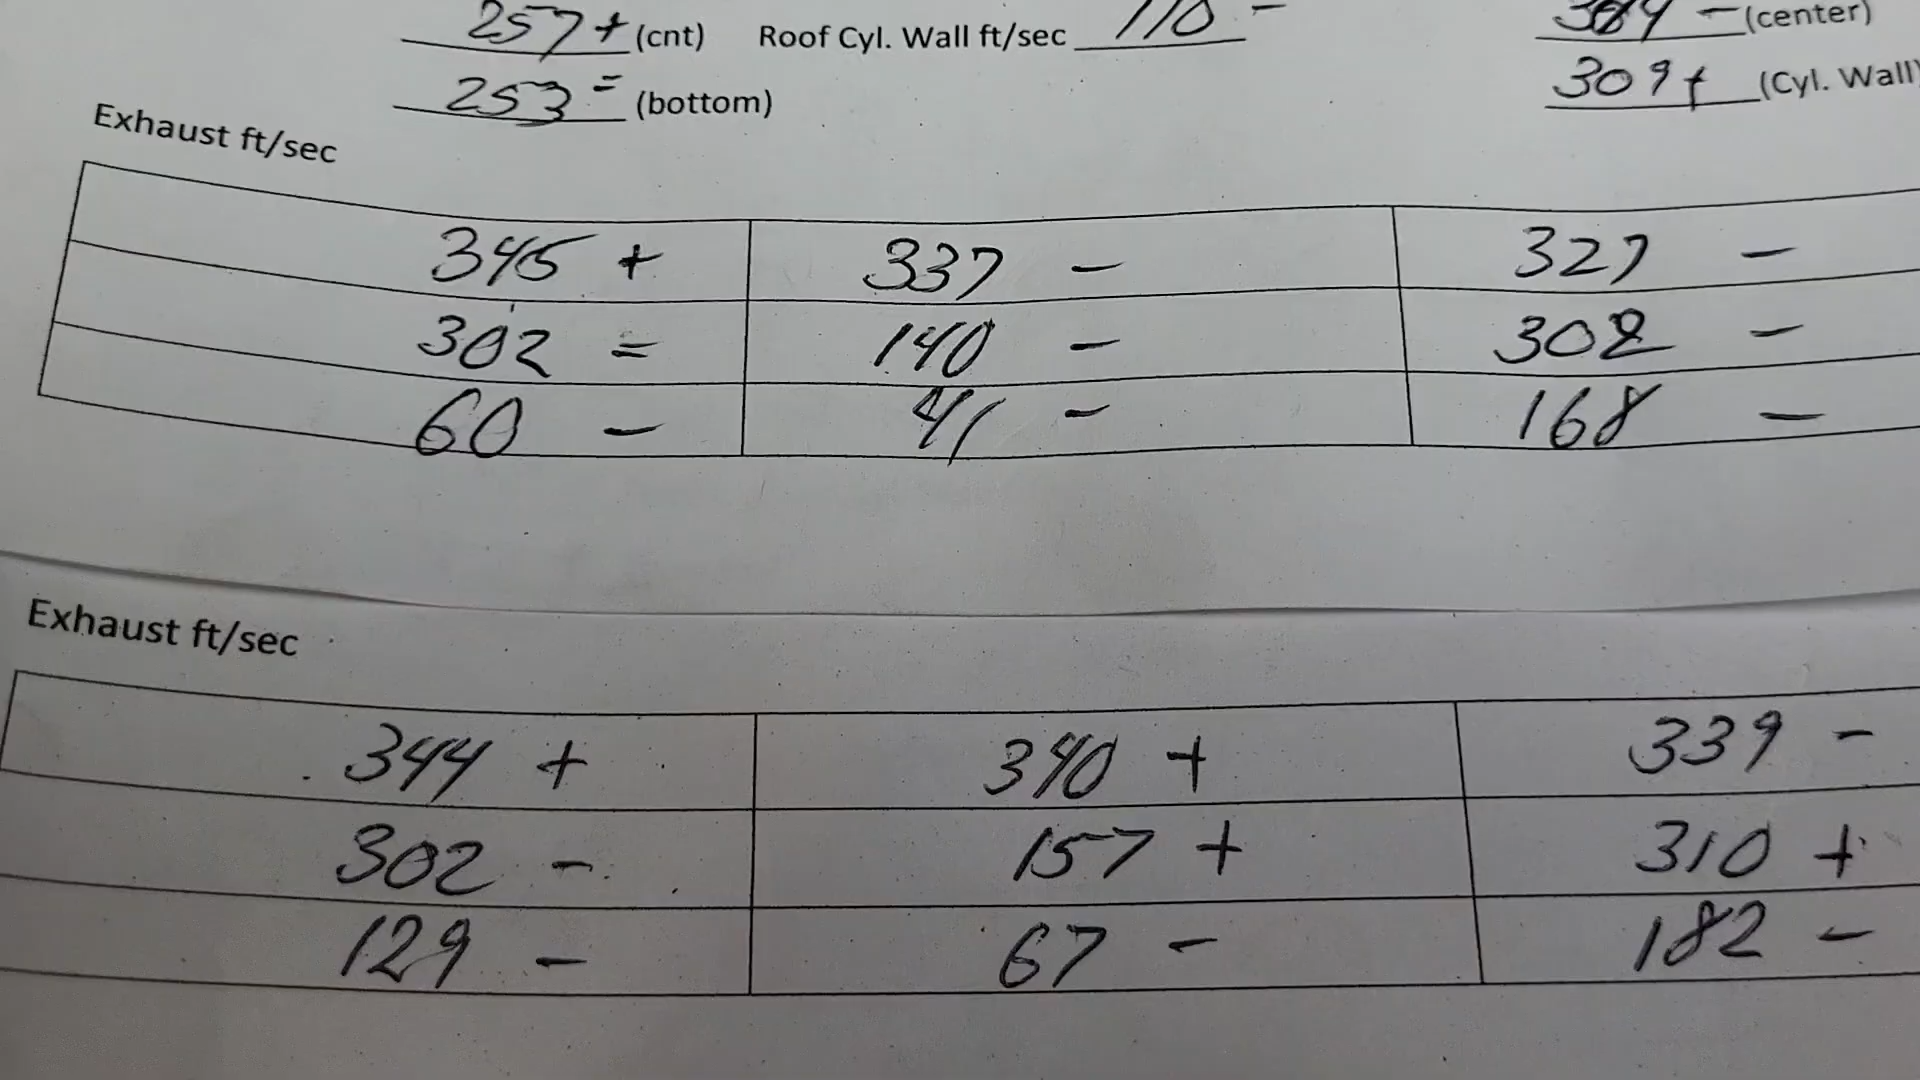 257+ (cnt) Roof Cyl. Wall ft/sec 110 - -(center)
253 = (bottom) 309+ (Cyl. Wall)
Exhaust ft/sec
345 + 337 - 327 -
302 = 140 - 302 -
60 - 41 - 168 -
Exhaust ft/sec
344 + 340 + 339 -
302 - 157 + 310 +
129 - 67 - 182 -